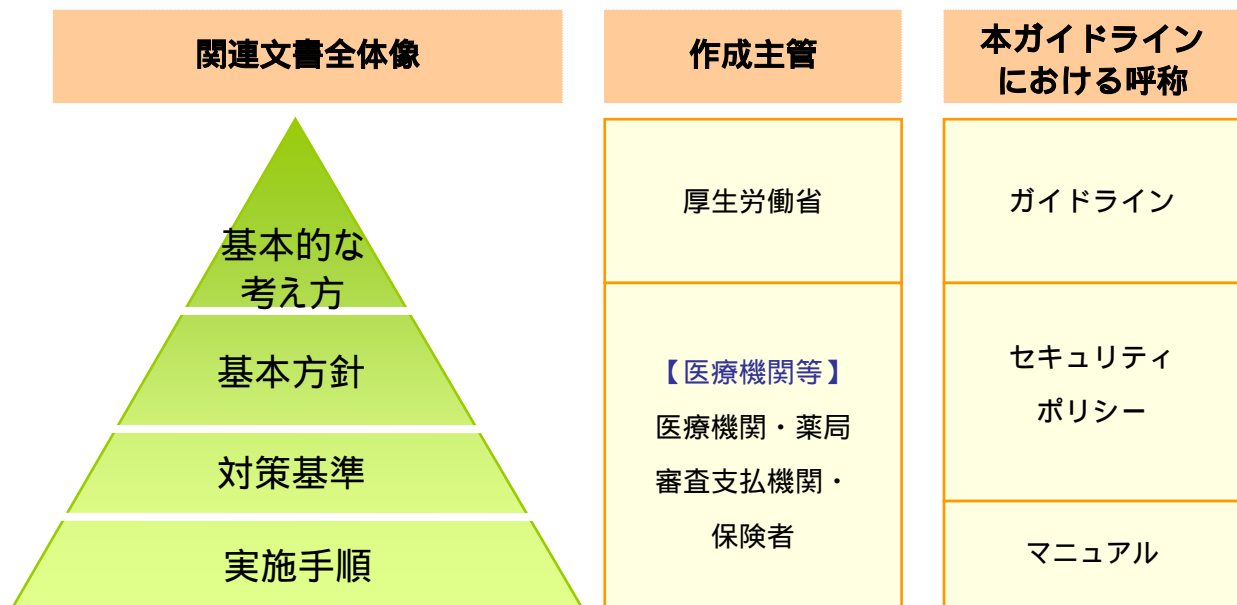 関連文書全体像
作成主管
本ガイドライン
における呼称
基本的な
考え方
基本方針
対策基準
実施手順
厚生労働省
【医療機関等】
医療機関・薬局
審査支払機関・
保険者
ガイドライン
セキュリティ
ポリシー
マニュアル